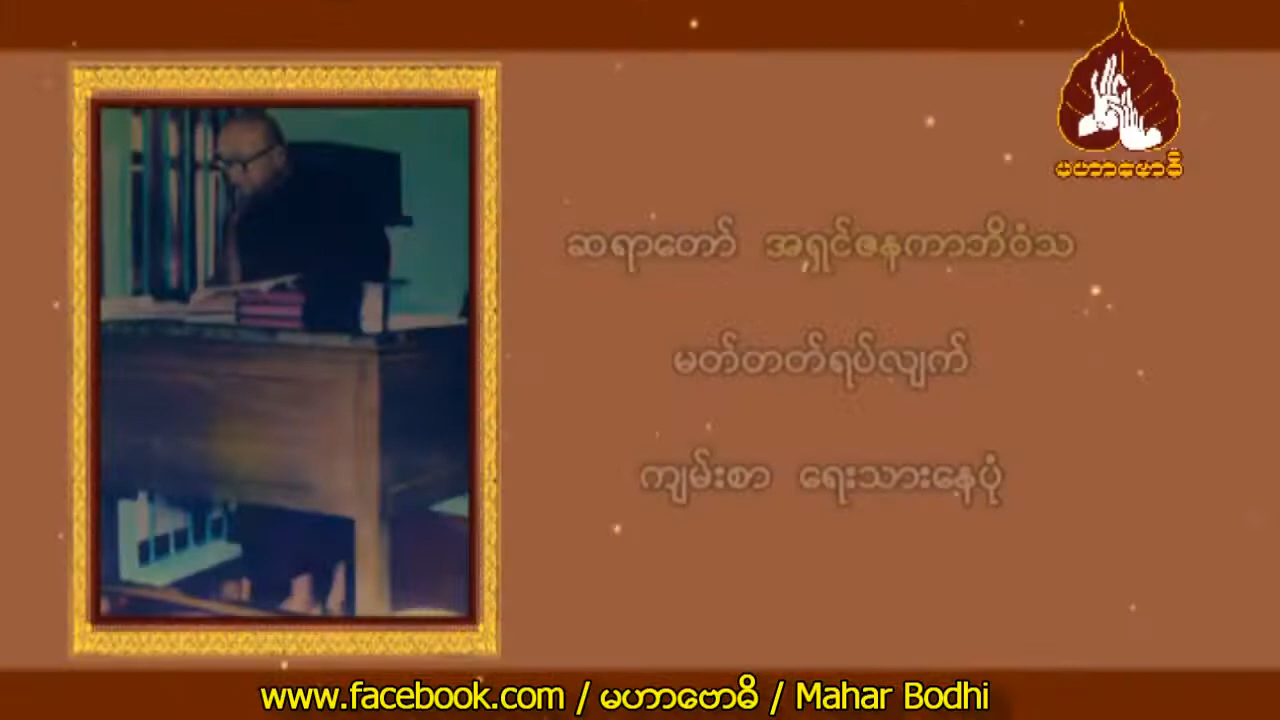 မဟာဗောဓိ
ဆရာတော် အရှင်ဇနကာဘိဝံသ
မတ်တတ်ရပ်လျက်
ကျမ်းစာ ရေးသားနေပုံ
www.facebook.com / မဟာဗောဓိ / Mahar Bodhi